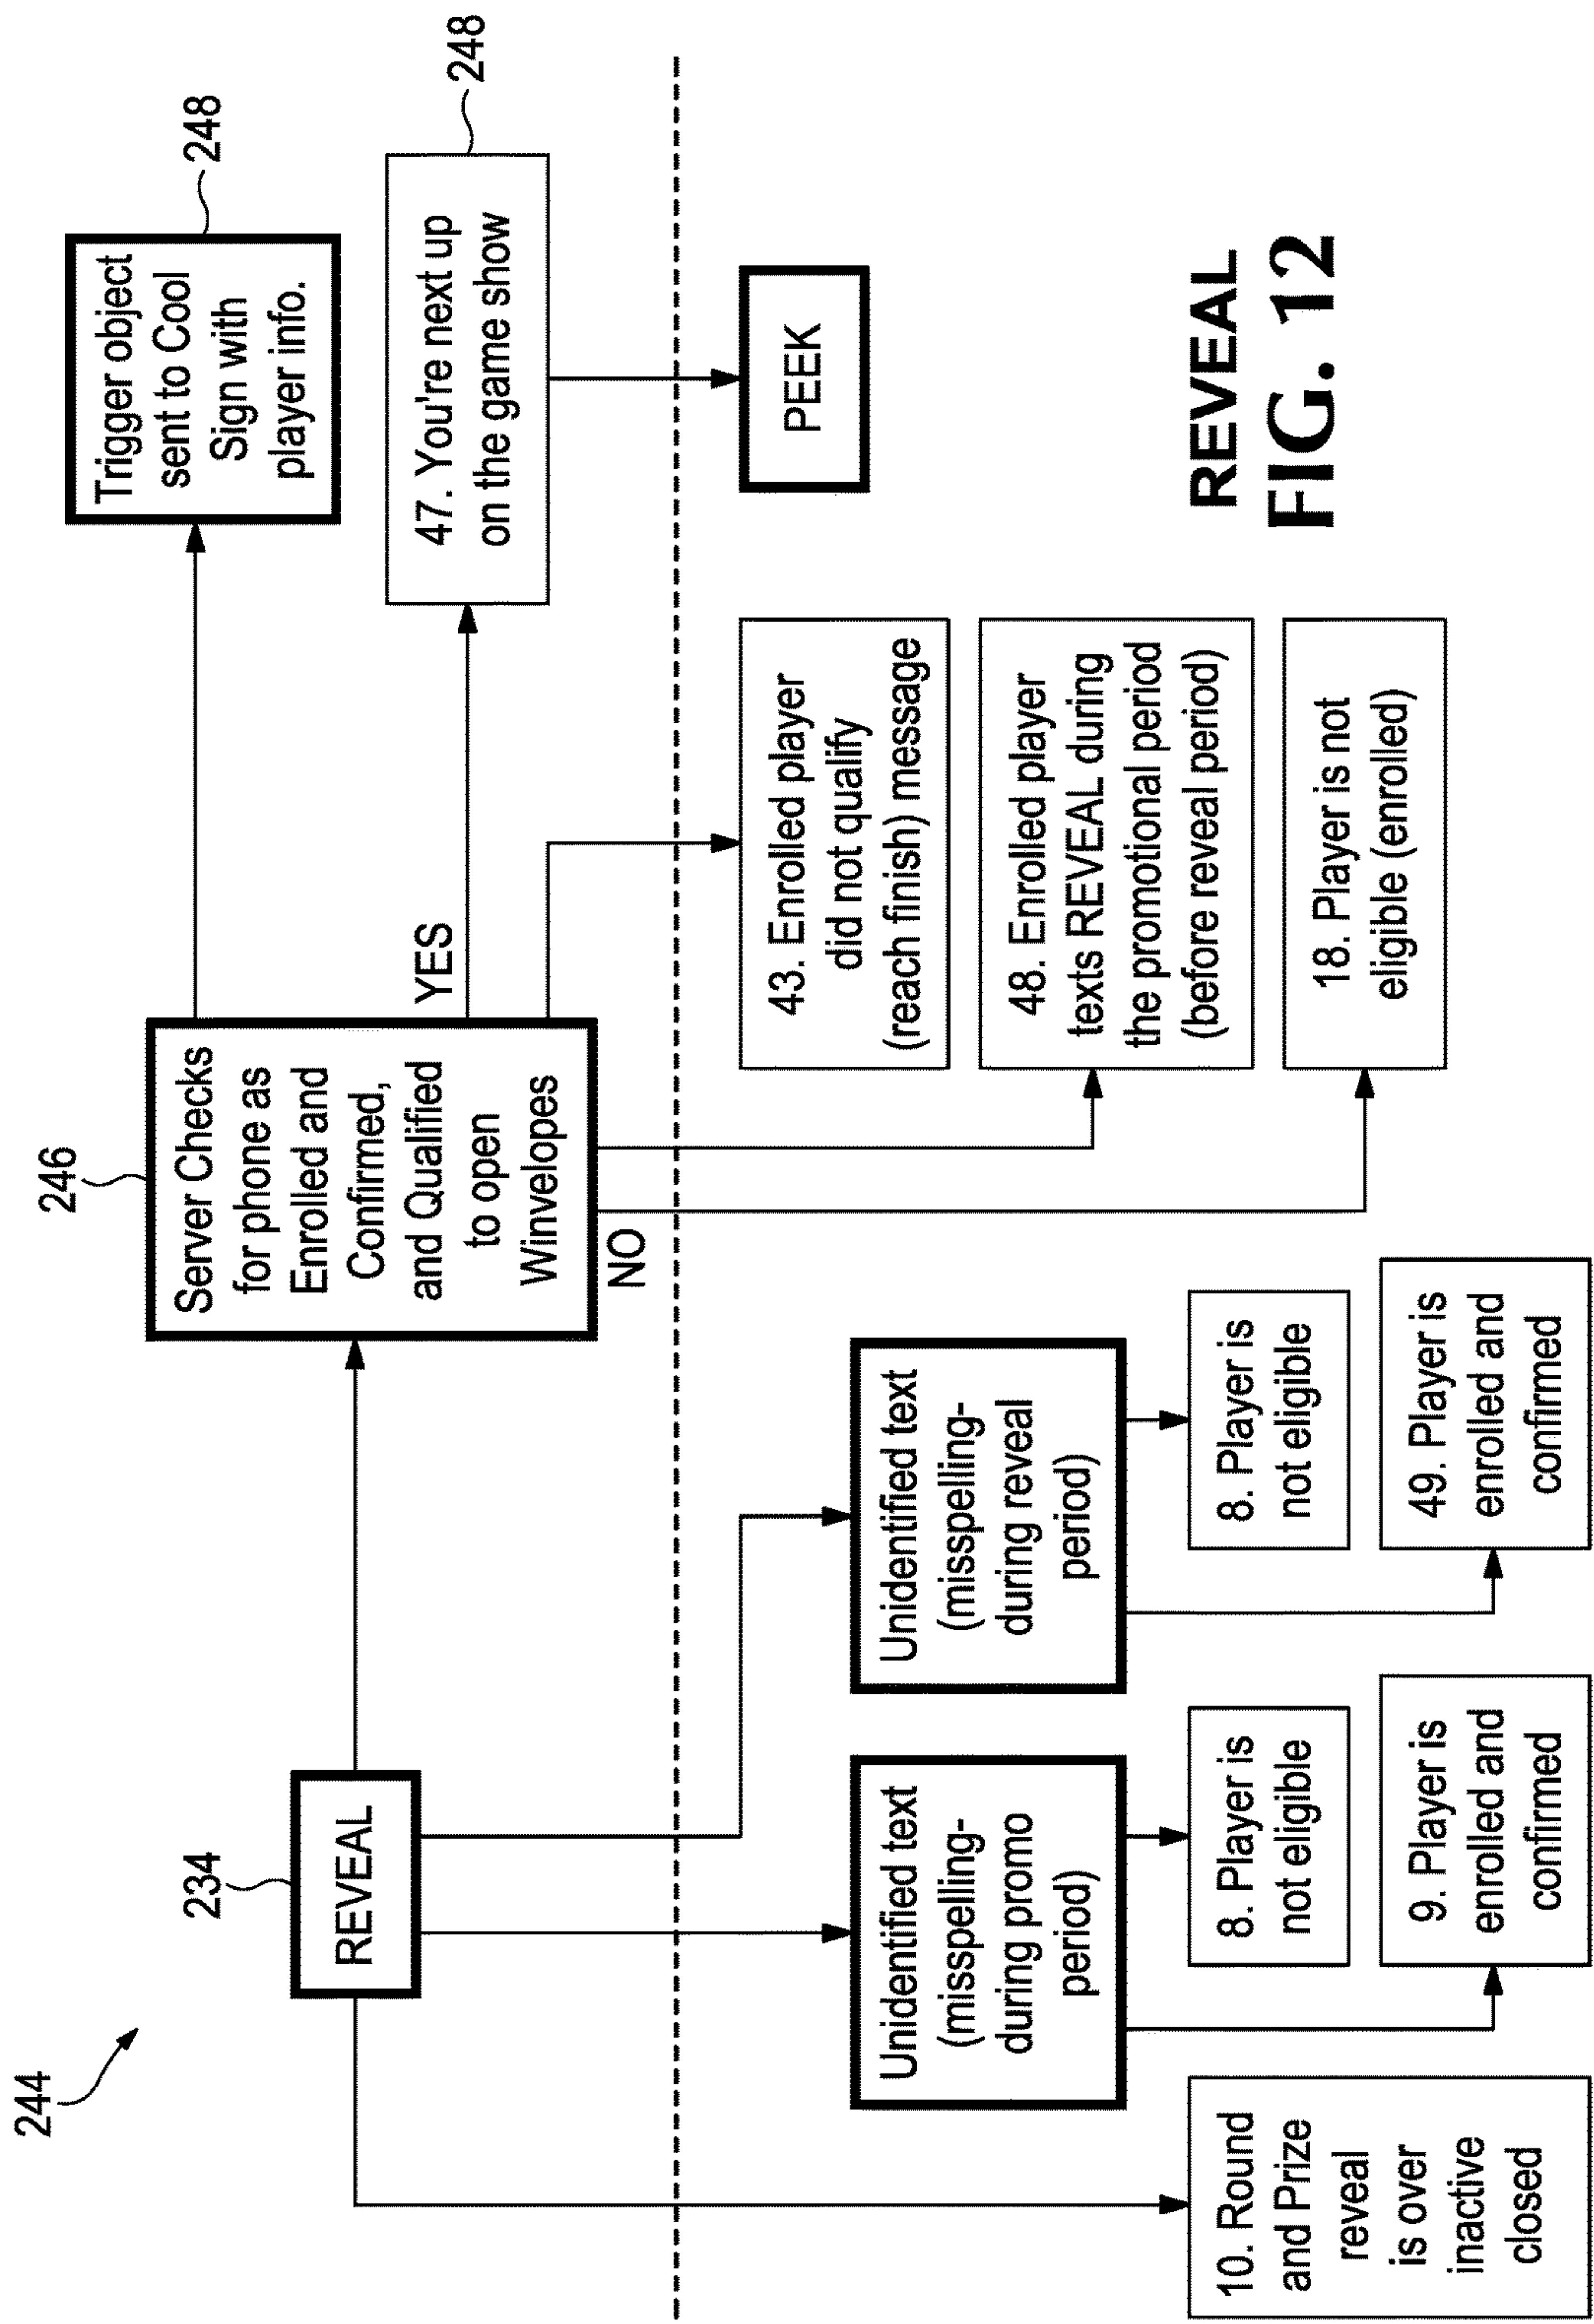 244
234
REVEAL
246
Server Checks
for phone as
Enrolled and
Confirmed,
and Qualified
to open
Winvelopes
YES
NO
248
Trigger object
sent to Cool
Sign with
player info.
248
47. You're next up
on the game show
PEEK
10. Round
and Prize
reveal
is over
inactive
closed
Unidentified text
(misspelling-
during promo
period)
8. Player is
not eligible
9. Player is
enrolled and
confirmed
Unidentified text
(misspelling-
during reveal
period)
8. Player is
not eligible
49. Player is
enrolled and
confirmed
43. Enrolled player
did not qualify
(reach finish) message
48. Enrolled player
texts REVEAL during
the promotional period
(before reveal period)
18. Player is not
eligible (enrolled)
REVEAL
FIG. 12